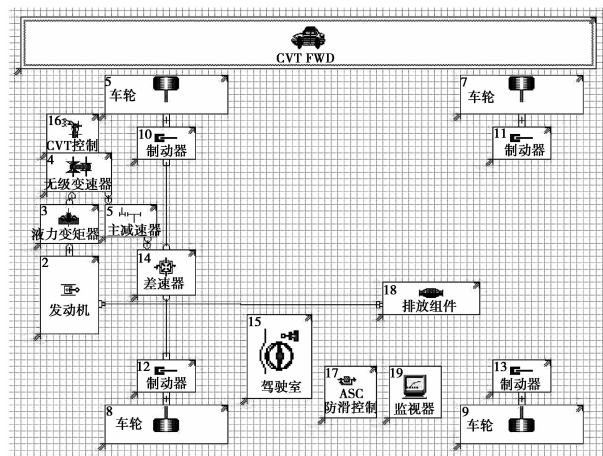 CVT FWD
5
车轮
7
车轮
16
CVT控制
10
制动器
11
制动器
4
无级变速器
3
液力变矩器
5
主减速器
2
发动机
14
差速器
18
排放组件
15
驾驶室
17
ASC
防滑控制
19
监视器
12
制动器
13
制动器
8
车轮
9
车轮